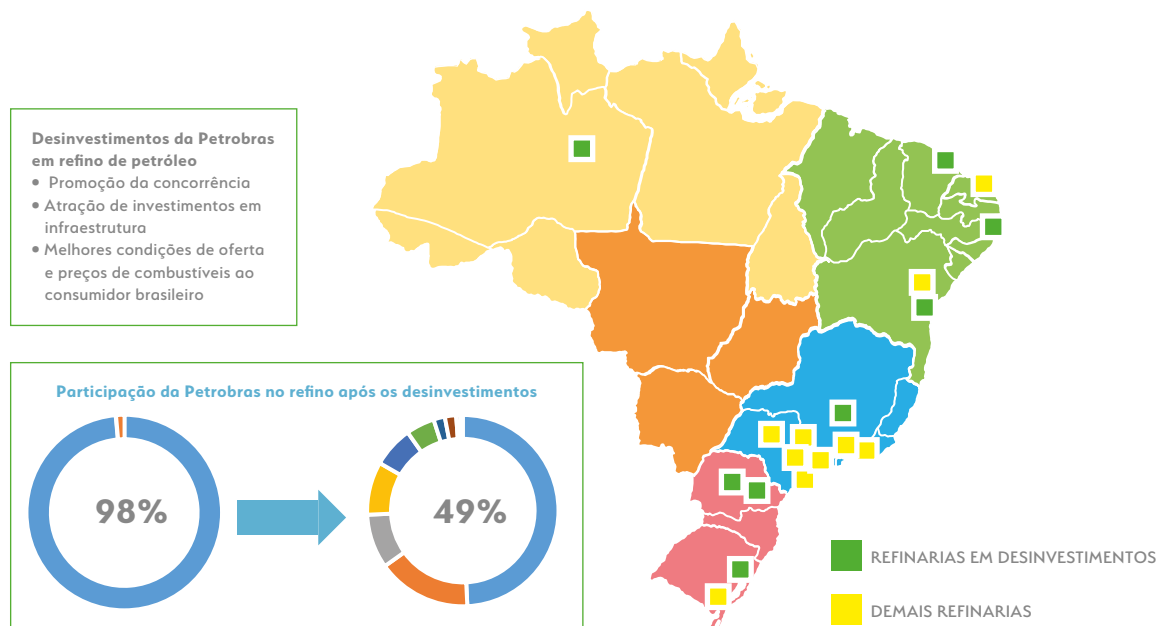 Desinvestimentos da Petrobras
em refino de petróleo
• Promoção da concorrência
• Atração de investimentos em
infraestrutura
• Melhores condições de oferta
e preços de combustíveis ao
consumidor brasileiro
Participação da Petrobras no refino após os desinvestimentos
98%
49%
REFINARIAS EM DESINVESTIMENTOS
DEMAIS REFINARIAS